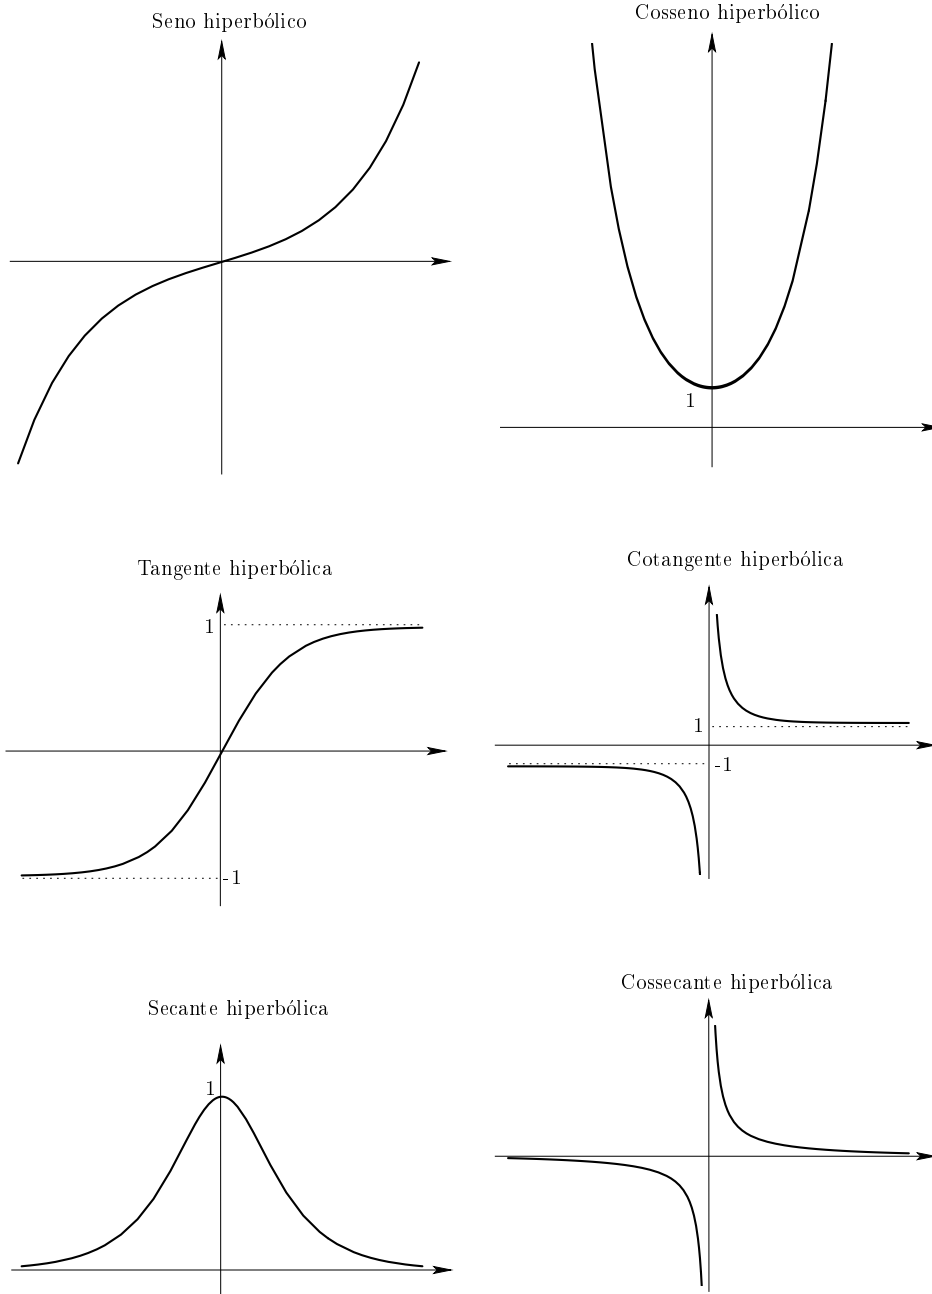 Seno hiperbólico
Cosseno hiperbólico
1
Tangente hiperbólica
1
-1
Cotangente hiperbólica
1
-1
Secante hiperbólica
1
Cossecante hiperbólica